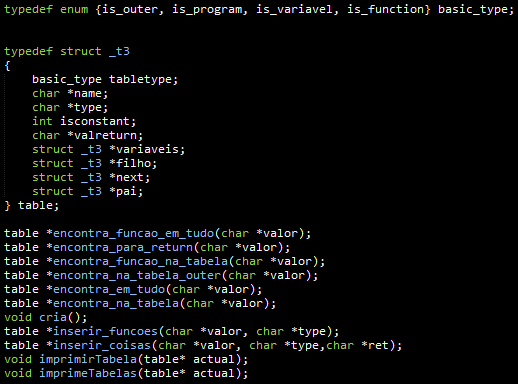 typedef enum {is_outer, is_program, is_variavel, is_function} basic_type;
typedef struct _t3
{
basic_type tabletype;
char *name;
char *type;
int isconstant;
char *valreturn;
struct _t3 *variaveis;
struct _t3 *filho;
struct _t3 *next;
struct _t3 *pai;
} table;
table *encontra_funcao_em_tudo(char *valor);
table *encontra_para_return(char *valor);
table *encontra_funcao_na_tabela(char *valor);
table *encontra_na_tabela_outer(char *valor);
table *encontra_em_tudo(char *valor);
table *encontra_na_tabela(char *valor);
void cria();
table *inserir_funcoes(char *valor, char *type);
table *inserir_coisas(char *valor, char *type,char *ret);
void imprimirTabela(table* actual);
void imprimeTabelas(table* actual);